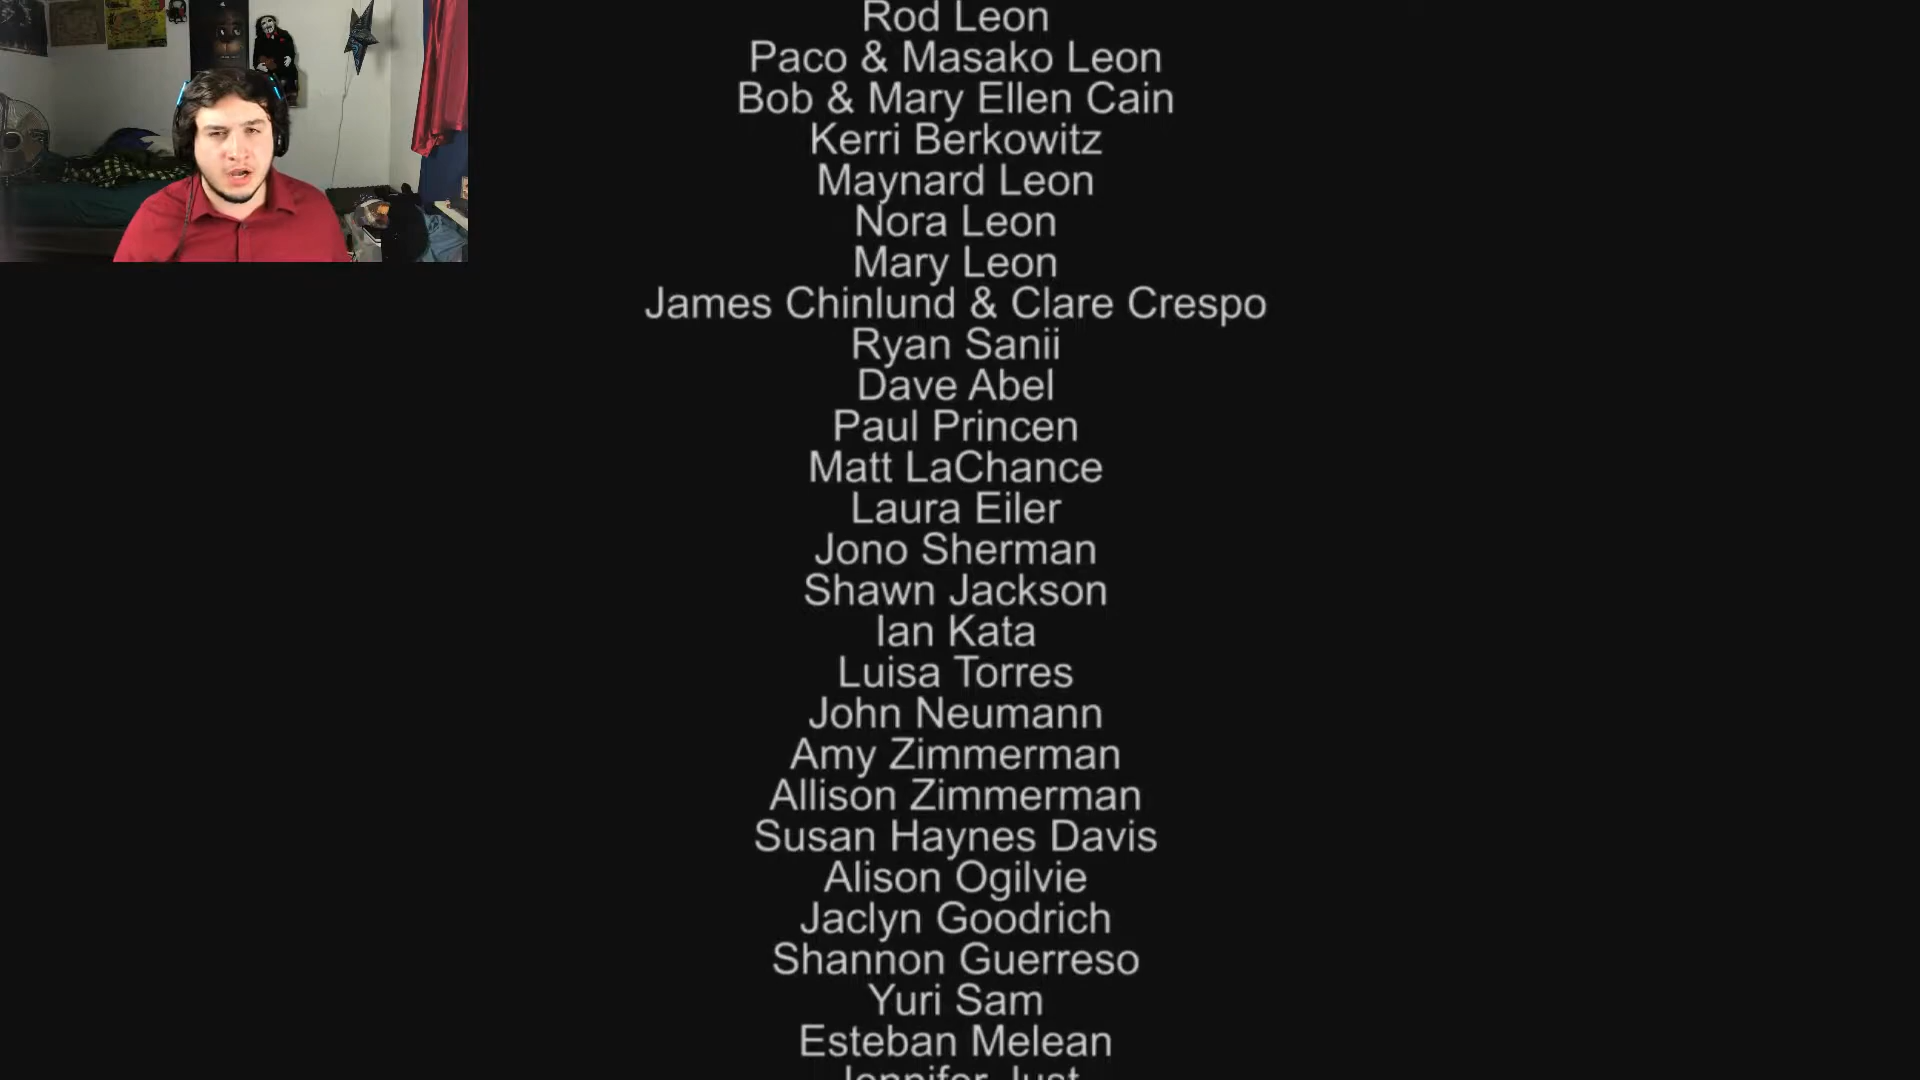 Rod Leon
Paco & Masako Leon
Bob & Mary Ellen Cain
Kerri Berkowitz
Maynard Leon
Nora Leon
Mary Leon
James Chinlund & Clare Crespo
Ryan Sanii
Dave Abel
Paul Princen
Matt LaChance
Laura Eiler
Jono Sherman
Shawn Jackson
Ian Kata
Luisa Torres
John Neumann
Amy Zimmerman
Allison Zimmerman
Susan Haynes Davis
Alison Ogilvie
Jaclyn Goodrich
Shannon Guerreso
Yuri Sam
Esteban Melean
Jennifer Just